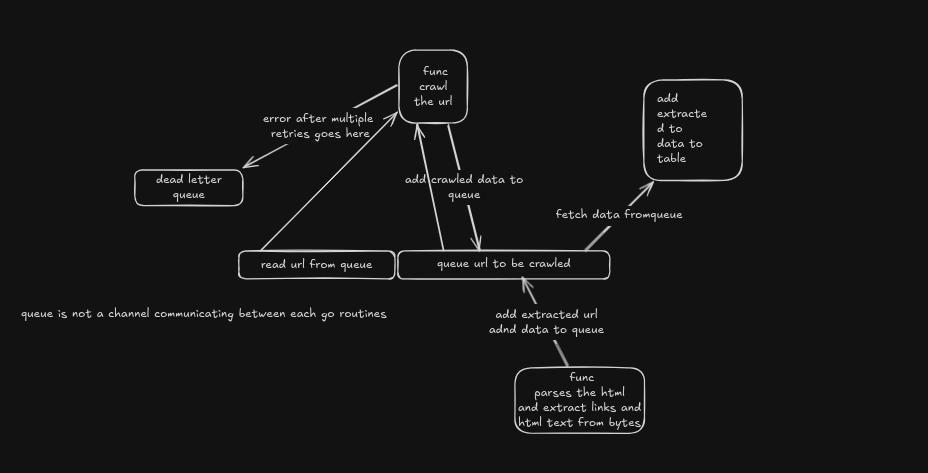 func
crawl
the url
add
extracte
d to
data to
table
error after multiple
retries goes here
dead letter
queue
add crawled data to
queue
fetch data fromqueue
read url from queue
queue url to be crawled
queue is not a channel communicating between each go routines
add extracted url
adnd data to queue
func
parses the html
and extract links and
html text from bytes